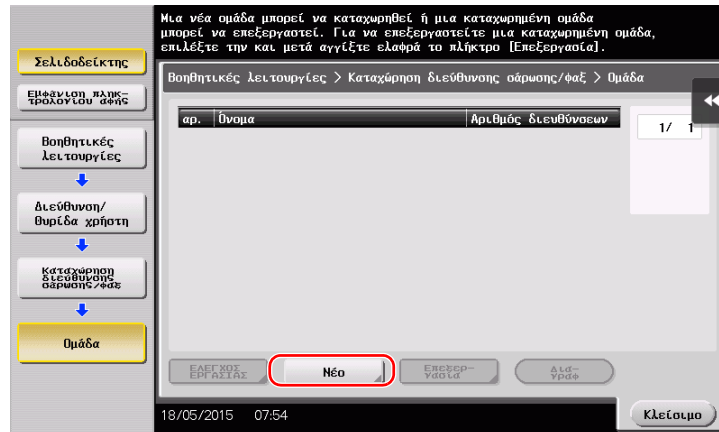 Μια νέα ομάδα μπορεί να καταχωρηθεί ή μια καταχωρημένη ομάδα
μπορεί να επεξεργαστεί. Για να επεξεργαστείτε μια καταχωρημένη ομάδα,
επιλέξτε την και μετά αγγίξτε ελαφρά το πλήκτρο [Επεξεργασία].
Σελιδοδείκτης
Εμφάνιση πληκ-
τρολογίου αφής
Βοηθητικές
λειτουργίες
Διεύθυνση/
Θυρίδα χρήστη
Καταχώρηση
διεύθυνσης
σάρωσης/φαξ
Ομάδα
Βοηθητικές λειτουργίες > Καταχώρηση διεύθυνσης σάρωσης/φαξ > Ομάδα
αρ. Όνομα Αριθμός διευθύνσεων
1/ 1
ΕΛΕΓΧΟΣ
ΕΡΓΑΣΙΑΣ
Νέο
Επεξερ-
γασία
Δια-
γραφ
18/05/2015 07:54
Κλείσιμο